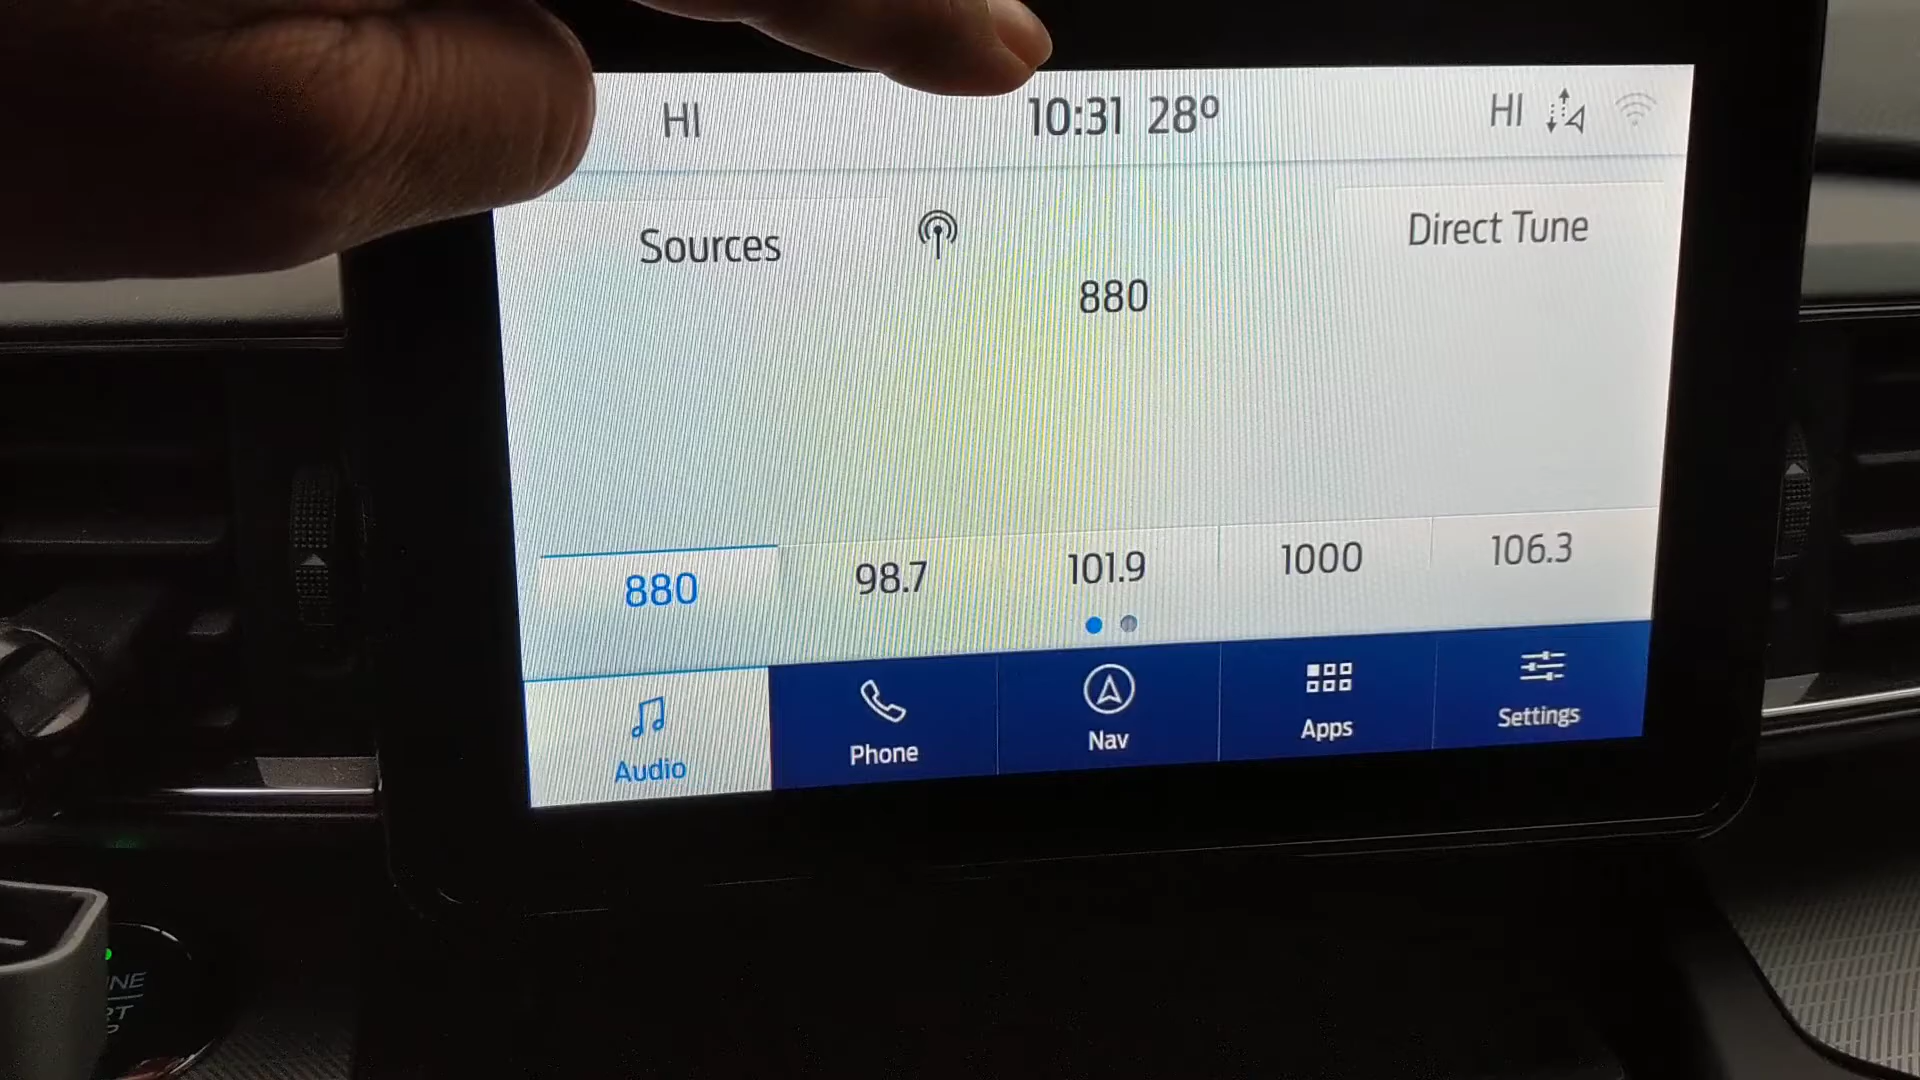 HI 10:31 28º HI
Sources
Direct Tune
880
880 98.7 101.9 1000 106.3
Audio Phone Nav Apps Settings